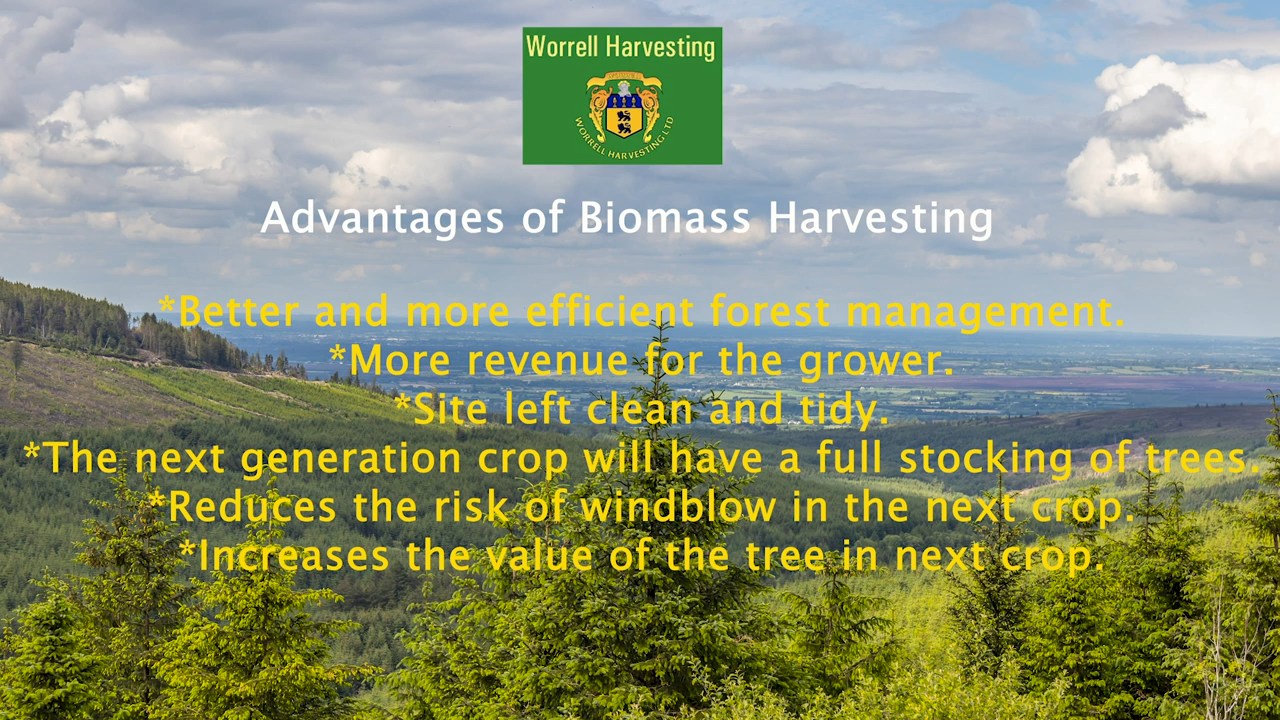 Worrell Harvesting
WORRELL HARVESTING LTD
Advantages of Biomass Harvesting
*Better and more efficient forest management.
*More revenue for the grower.
*Site left clean and tidy.
*The next generation crop will have a full stocking of trees.
*Reduces the risk of windblow in the next crop.
*Increases the value of the tree in next crop.